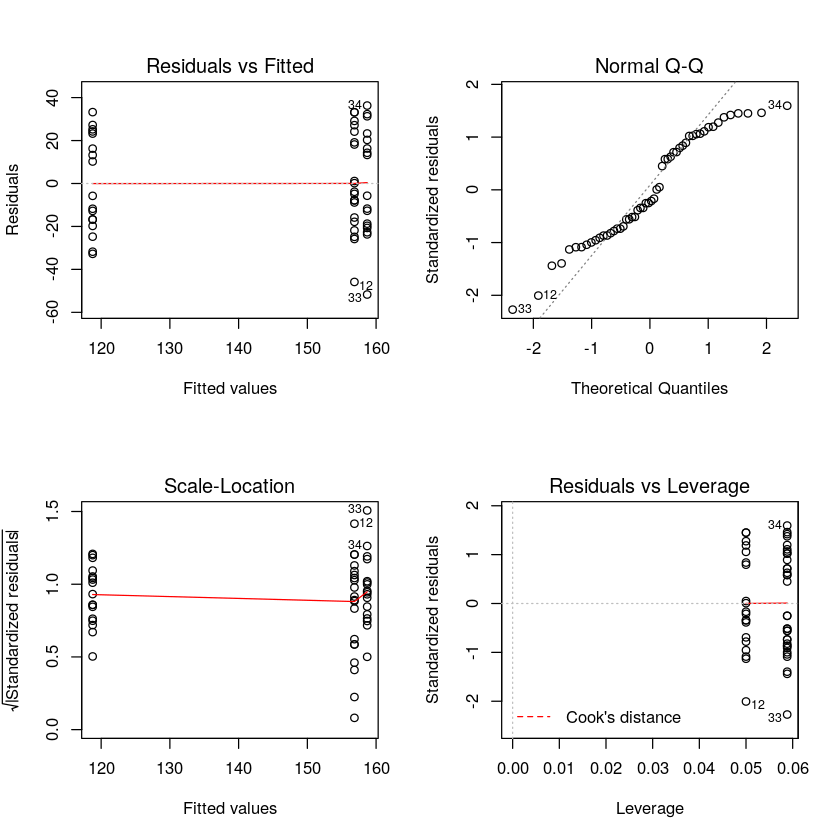 Residuals vs Fitted
Residuals
40
20
0
-20
-40
-60
34
12
33
120 130 140 150 160
Fitted values
Normal Q-Q
Standardized residuals
2
1
0
-1
-2
34
12
33
-2 -1 0 1 2
Theoretical Quantiles
Scale-Location
√|Standardized residuals|
1.5
1.0
0.5
0.0
33
12
34
120 130 140 150 160
Fitted values
Residuals vs Leverage
Standardized residuals
2
1
0
-1
-2
34
12
33
Cook's distance
0.00 0.01 0.02 0.03 0.04 0.05 0.06
Leverage